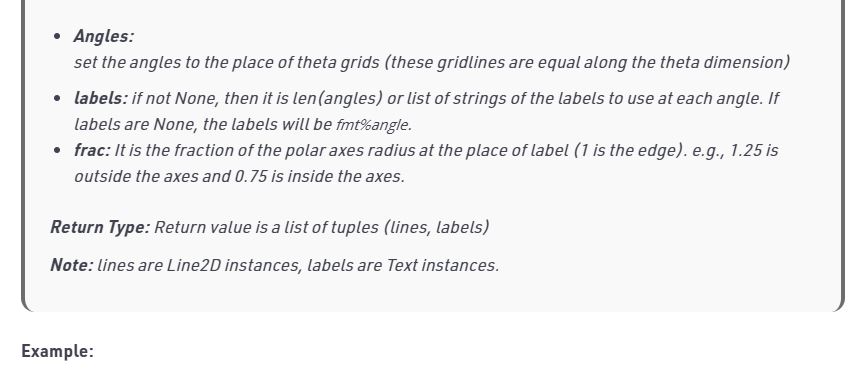 Angles:
set the angles to the place of theta grids (these gridlines are equal along the theta dimension)
labels: if not None, then it is len(angles) or list of strings of the labels to use at each angle. If
labels are None, the labels will be fmt%angle.
frac: It is the fraction of the polar axes radius at the place of label (1 is the edge). e.g., 1.25 is
outside the axes and 0.75 is inside the axes.
Return Type: Return value is a list of tuples (lines, labels)
Note: lines are Line2D instances, labels are Text instances.
Example: